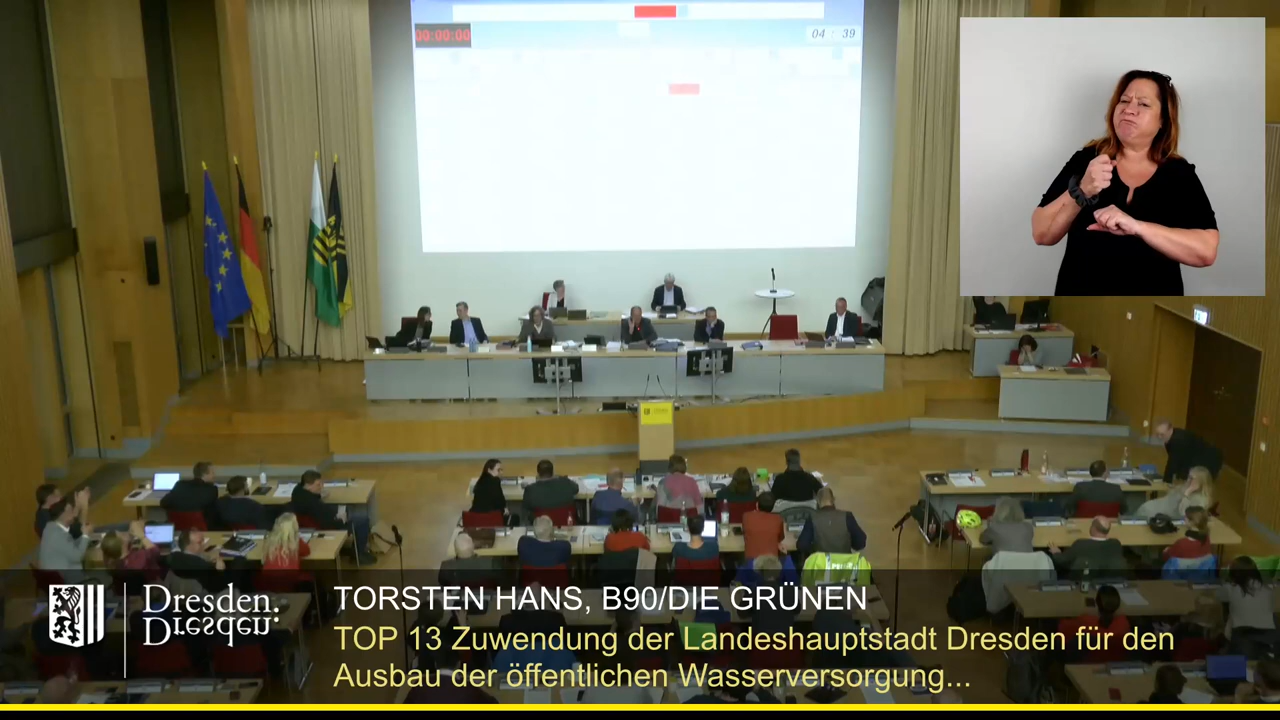 00:00:00
04 : 39
Dresden.
Dresden.
TORSTEN HANS, B90/DIE GRÜNEN
TOP 13 Zuwendung der Landeshauptstadt Dresden für den
Ausbau der öffentlichen Wasserversorgung...